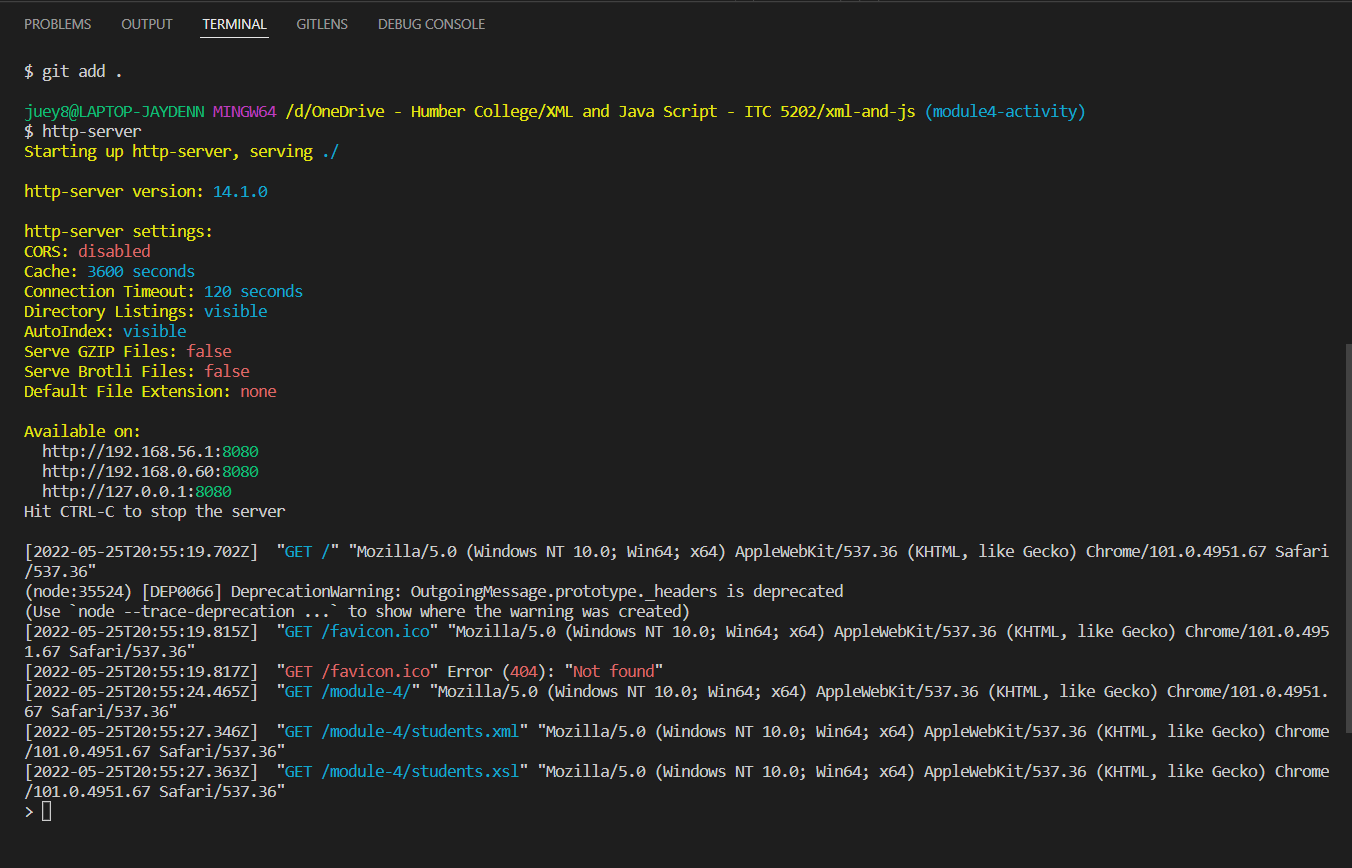 PROBLEMS OUTPUT TERMINAL GITLENS DEBUG CONSOLE
$ git add .
juey8@LAPTOP-JAYDENN MINGW64 /d/OneDrive - Humber College/XML and Java Script - ITC 5202/xml-and-js (module4-activity)
$ http-server
Starting up http-server, serving ./
http-server version: 14.1.0
http-server settings:
CORS: disabled
Cache: 3600 seconds
Connection Timeout: 120 seconds
Directory Listings: visible
AutoIndex: visible
Serve GZIP Files: false
Serve Brotli Files: false
Default File Extension: none
Available on:
http://192.168.56.1:8080
http://192.168.0.60:8080
http://127.0.0.1:8080
Hit CTRL-C to stop the server
[2022-05-25T20:55:19.702Z]  "GET /" "Mozilla/5.0 (Windows NT 10.0; Win64; x64) AppleWebKit/537.36 (KHTML, like Gecko) Chrome/101.0.4951.67 Safari
/537.36"
(node:35524) [DEP0066] DeprecationWarning: OutgoingMessage.prototype._headers is deprecated
(Use `node --trace-deprecation ...` to show where the warning was created)
[2022-05-25T20:55:19.815Z]  "GET /favicon.ico" "Mozilla/5.0 (Windows NT 10.0; Win64; x64) AppleWebKit/537.36 (KHTML, like Gecko) Chrome/101.0.495
1.67 Safari/537.36"
[2022-05-25T20:55:19.817Z]  "GET /favicon.ico" Error (404): "Not found"
[2022-05-25T20:55:24.465Z]  "GET /module-4/" "Mozilla/5.0 (Windows NT 10.0; Win64; x64) AppleWebKit/537.36 (KHTML, like Gecko) Chrome/101.0.4951.
67 Safari/537.36"
[2022-05-25T20:55:27.346Z]  "GET /module-4/students.xml" "Mozilla/5.0 (Windows NT 10.0; Win64; x64) AppleWebKit/537.36 (KHTML, like Gecko) Chrome
/101.0.4951.67 Safari/537.36"
[2022-05-25T20:55:27.363Z]  "GET /module-4/students.xsl" "Mozilla/5.0 (Windows NT 10.0; Win64; x64) AppleWebKit/537.36 (KHTML, like Gecko) Chrome
/101.0.4951.67 Safari/537.36"
>